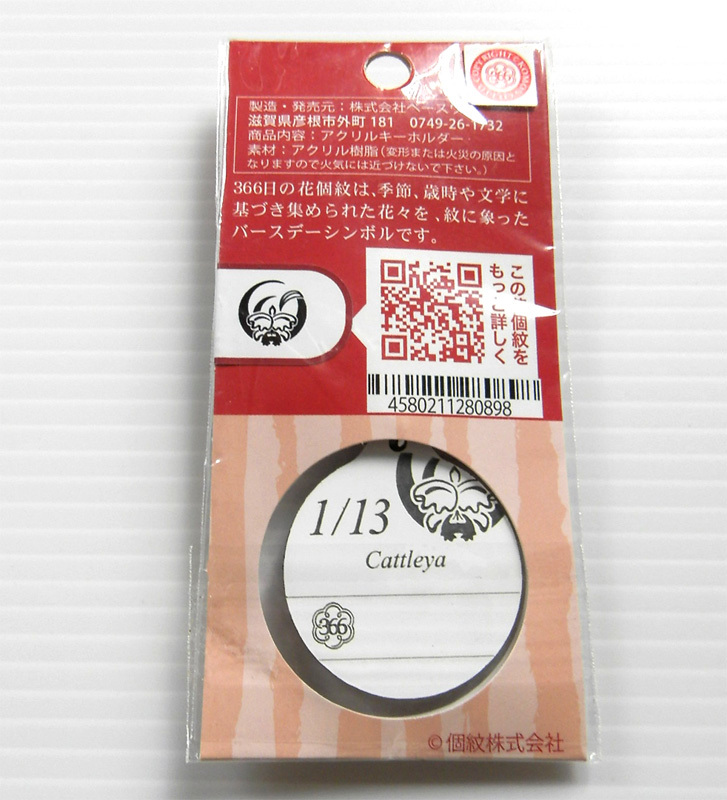 COPYRIGHT KOMON
製造・発売元：株式会社ベース
滋賀県彦根市外町 181 0749-26-1732
商品内容：アクリルキーホルダー
素材：アクリル樹脂（変形または火災の原因と
なりますので火気には近づけないで下さい。）
366日の花個紋は、季節、歳時や文学に
基づき集められた花々を、紋に象った
バースデーシンボルです。
この花個紋を
もっと詳しく
4580211280898
1/13
Cattleya
366
© 個紋株式会社